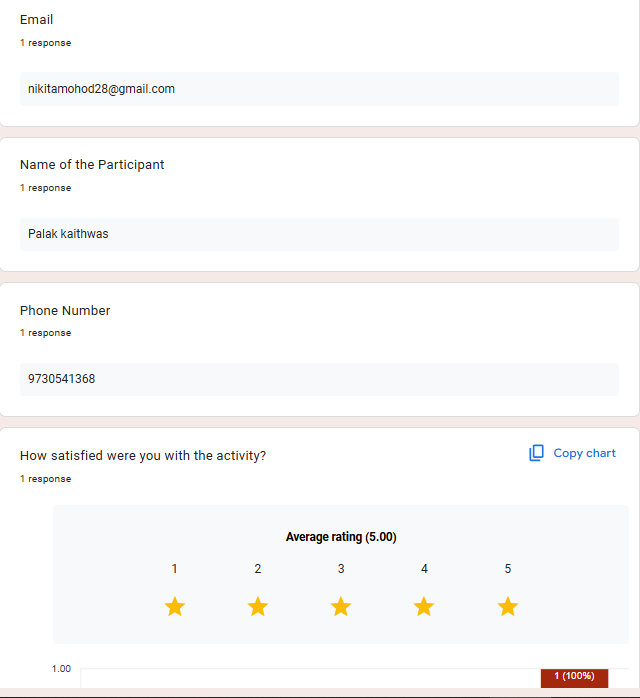 Email
1 response
nikitamohod28@gmail.com
Name of the Participant
1 response
Palak kaithwas
Phone Number
1 response
9730541368
How satisfied were you with the activity?
Copy chart
1 response
Average rating (5.00)
1 2 3 4 5
1.00
1 (100%)